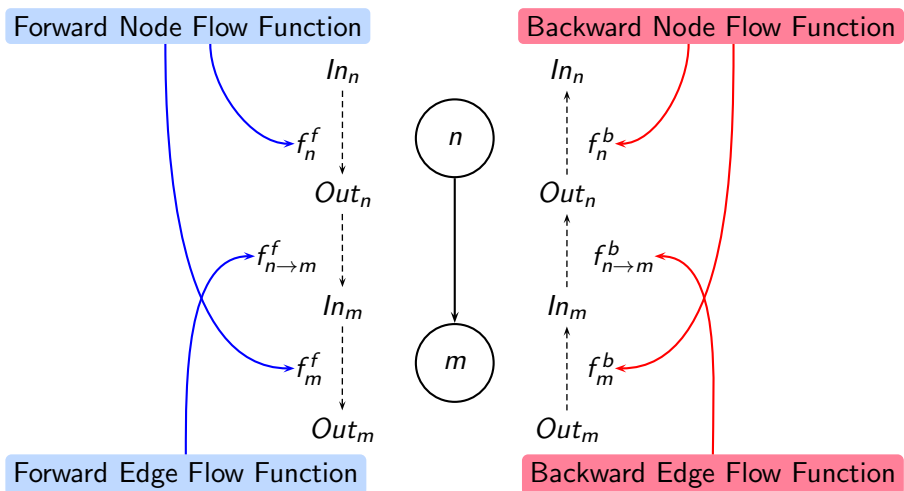 Forward Node Flow Function
Backward Node Flow Function
In_n
In_n
f_n^f
n
f_n^b
Out_n
Out_n
f_{n→m}^f
f_{n→m}^b
In_m
In_m
f_m^f
m
f_m^b
Out_m
Out_m
Forward Edge Flow Function
Backward Edge Flow Function